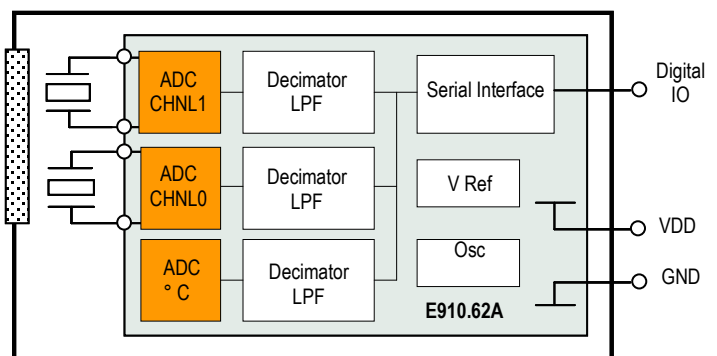 ADC
CHNL1
Decimator
LPF
Serial Interface
Digital
IO
ADC
CHNL0
Decimator
LPF
V Ref
VDD
ADC
° C
Decimator
LPF
Osc
GND
E910.62A